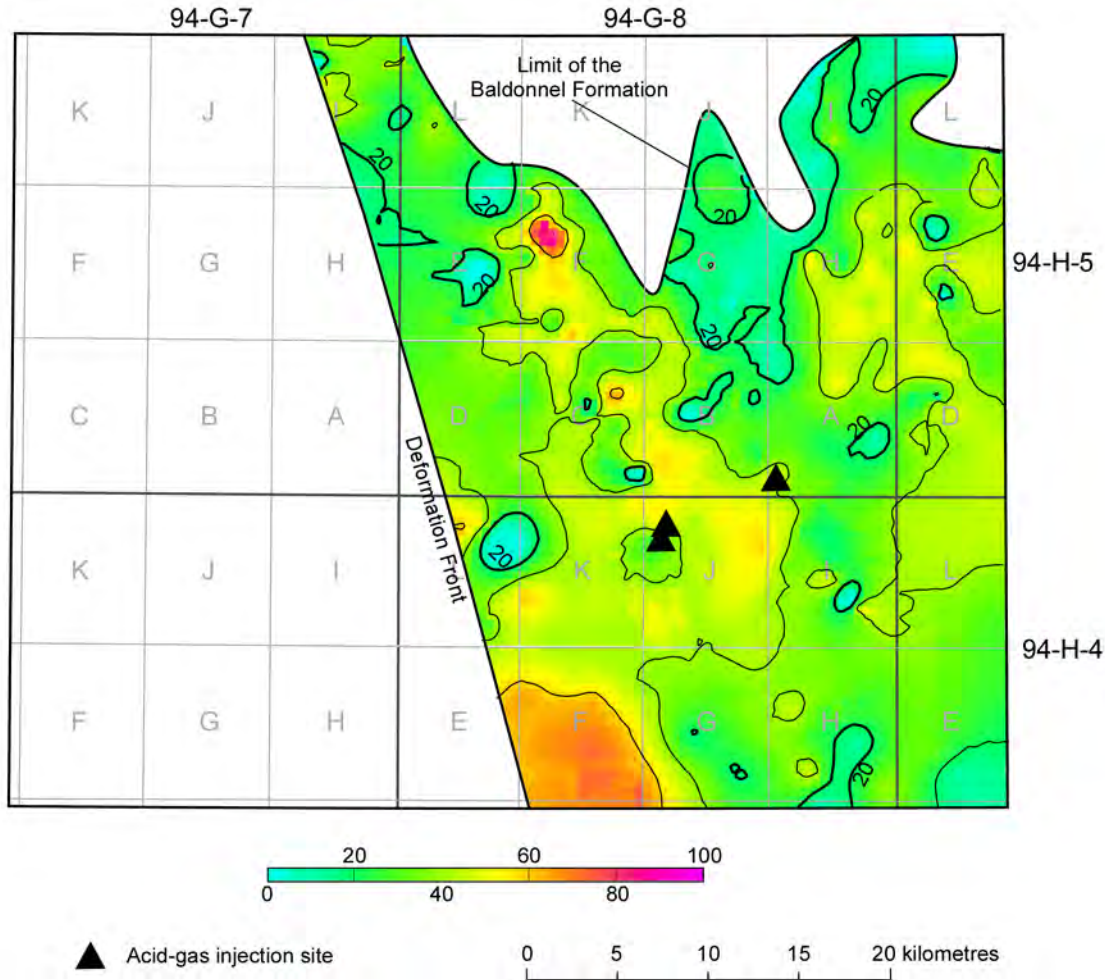 94-G-7 94-G-8
Limit of the
Baldonnel Formation
K J I L K J I L
20
20
20
20
F G H E F G H E
94-H-5
20
20
C B A D C B A D
20
Deformation Front
20
K J I K J I L
94-H-4
F G H E F G H E
20
20 60 100
0 40 80
Acid-gas injection site
0 5 10 15 20 kilometres